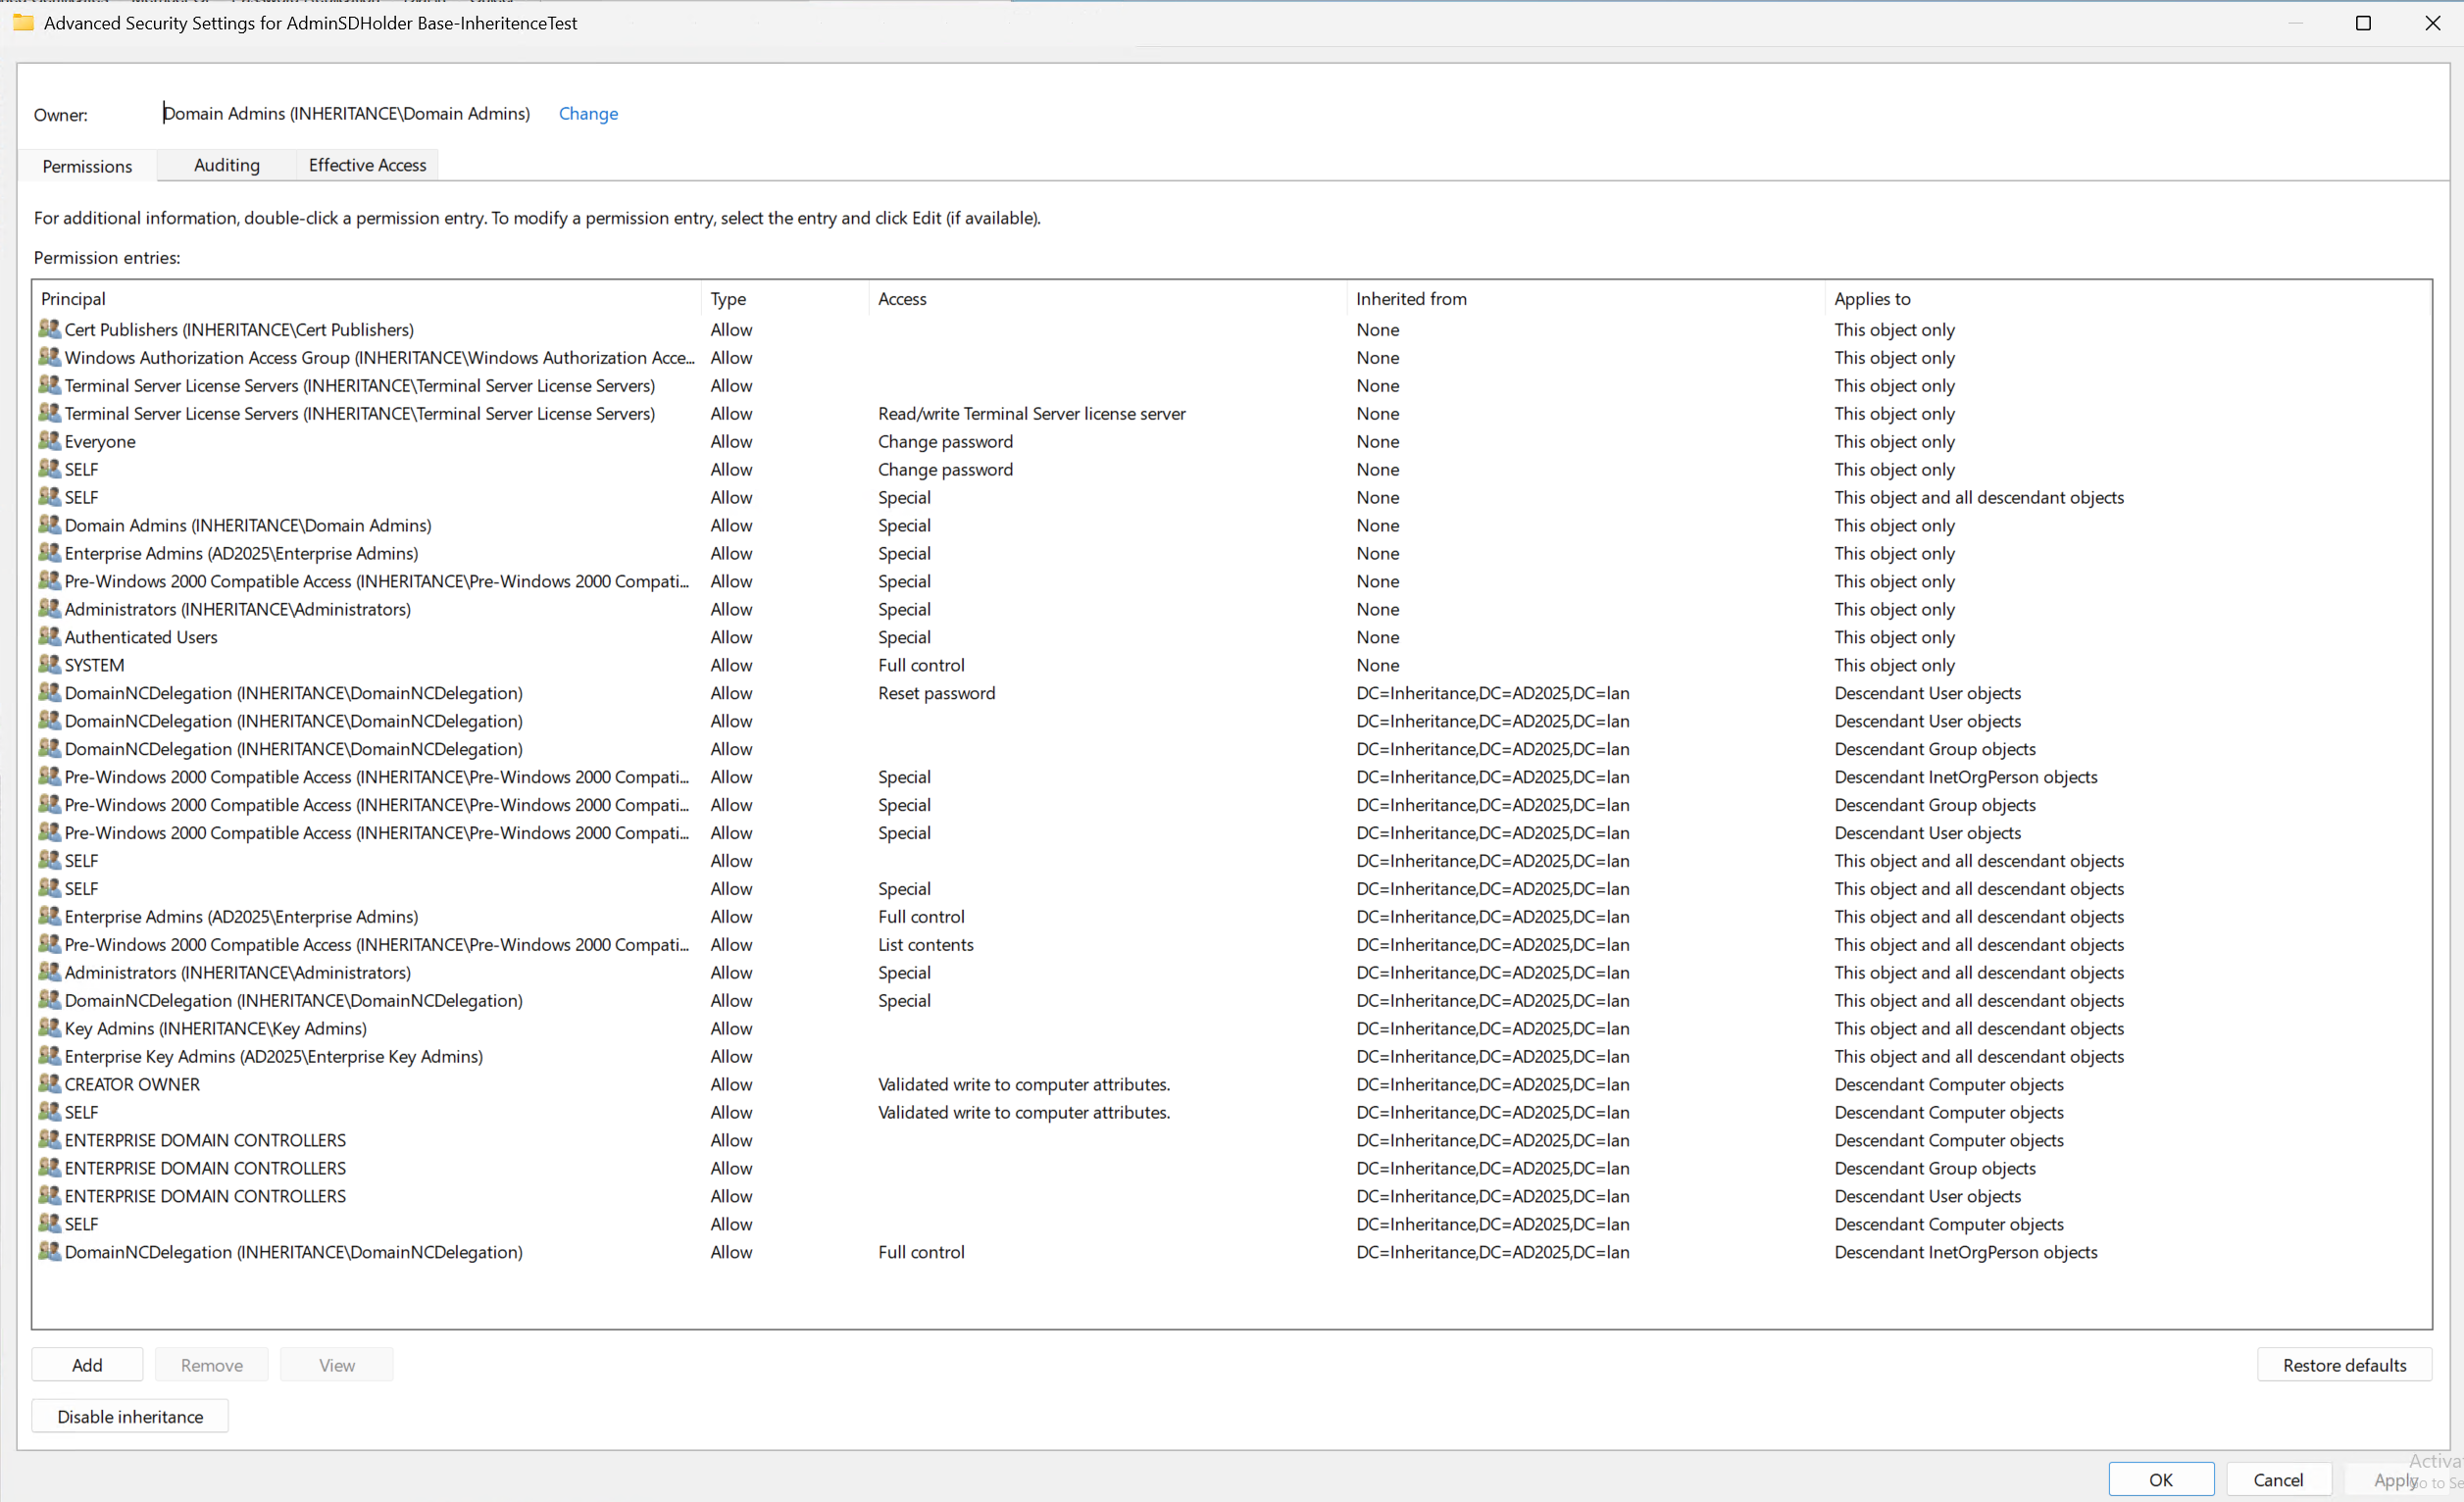 Advanced Security Settings for AdminSDHolder Base-InheritenceTest
Owner: Domain Admins (INHERITANCE\Domain Admins) Change
Permissions Auditing Effective Access
For additional information, double-click a permission entry. To modify a permission entry, select the entry and click Edit (if available).
Permission entries:
Principal Type Access Inherited from Applies to
Cert Publishers (INHERITANCE\Cert Publishers) Allow None This object only
Windows Authorization Access Group (INHERITANCE\Windows Authorization Acce... Allow None This object only
Terminal Server License Servers (INHERITANCE\Terminal Server License Servers) Allow None This object only
Terminal Server License Servers (INHERITANCE\Terminal Server License Servers) Allow Read/write Terminal Server license server None This object only
Everyone Allow Change password None This object only
SELF Allow Change password None This object only
SELF Allow Special None This object and all descendant objects
Domain Admins (INHERITANCE\Domain Admins) Allow Special None This object only
Enterprise Admins (AD2025\Enterprise Admins) Allow Special None This object only
Pre-Windows 2000 Compatible Access (INHERITANCE\Pre-Windows 2000 Compati... Allow Special None This object only
Administrators (INHERITANCE\Administrators) Allow Special None This object only
Authenticated Users Allow Special None This object only
SYSTEM Allow Full control None This object only
DomainNCDelegation (INHERITANCE\DomainNCDelegation) Allow Reset password DC=Inheritance,DC=AD2025,DC=lan Descendant User objects
DomainNCDelegation (INHERITANCE\DomainNCDelegation) Allow DC=Inheritance,DC=AD2025,DC=lan Descendant User objects
DomainNCDelegation (INHERITANCE\DomainNCDelegation) Allow DC=Inheritance,DC=AD2025,DC=lan Descendant Group objects
Pre-Windows 2000 Compatible Access (INHERITANCE\Pre-Windows 2000 Compati... Allow Special DC=Inheritance,DC=AD2025,DC=lan Descendant InetOrgPerson objects
Pre-Windows 2000 Compatible Access (INHERITANCE\Pre-Windows 2000 Compati... Allow Special DC=Inheritance,DC=AD2025,DC=lan Descendant Group objects
Pre-Windows 2000 Compatible Access (INHERITANCE\Pre-Windows 2000 Compati... Allow Special DC=Inheritance,DC=AD2025,DC=lan Descendant User objects
SELF Allow DC=Inheritance,DC=AD2025,DC=lan This object and all descendant objects
SELF Allow Special DC=Inheritance,DC=AD2025,DC=lan This object and all descendant objects
Enterprise Admins (AD2025\Enterprise Admins) Allow Full control DC=Inheritance,DC=AD2025,DC=lan This object and all descendant objects
Pre-Windows 2000 Compatible Access (INHERITANCE\Pre-Windows 2000 Compati... Allow List contents DC=Inheritance,DC=AD2025,DC=lan This object and all descendant objects
Administrators (INHERITANCE\Administrators) Allow Special DC=Inheritance,DC=AD2025,DC=lan This object and all descendant objects
DomainNCDelegation (INHERITANCE\DomainNCDelegation) Allow Special DC=Inheritance,DC=AD2025,DC=lan This object and all descendant objects
Key Admins (INHERITANCE\Key Admins) Allow DC=Inheritance,DC=AD2025,DC=lan This object and all descendant objects
Enterprise Key Admins (AD2025\Enterprise Key Admins) Allow DC=Inheritance,DC=AD2025,DC=lan This object and all descendant objects
CREATOR OWNER Allow Validated write to computer attributes. DC=Inheritance,DC=AD2025,DC=lan Descendant Computer objects
SELF Allow Validated write to computer attributes. DC=Inheritance,DC=AD2025,DC=lan Descendant Computer objects
ENTERPRISE DOMAIN CONTROLLERS Allow DC=Inheritance,DC=AD2025,DC=lan Descendant Computer objects
ENTERPRISE DOMAIN CONTROLLERS Allow DC=Inheritance,DC=AD2025,DC=lan Descendant Group objects
ENTERPRISE DOMAIN CONTROLLERS Allow DC=Inheritance,DC=AD2025,DC=lan Descendant User objects
SELF Allow DC=Inheritance,DC=AD2025,DC=lan Descendant Computer objects
DomainNCDelegation (INHERITANCE\DomainNCDelegation) Allow Full control DC=Inheritance,DC=AD2025,DC=lan Descendant InetOrgPerson objects
Add Remove View Restore defaults
Disable inheritance
Activa
OK Cancel Apply
to Se